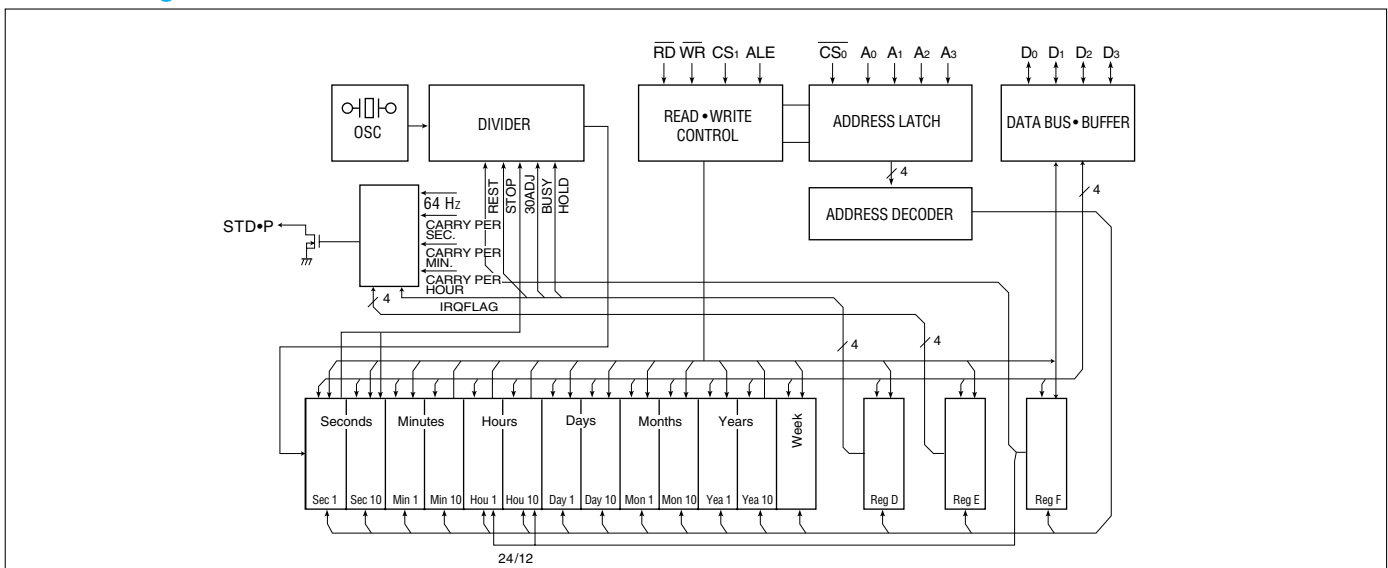 RD WR CS1 ALE
CS0 A0 A1 A2 A3
D0 D1 D2 D3
OSC
DIVIDER
READ•WRITE
CONTROL
ADDRESS LATCH
DATA BUS•BUFFER
4
4
ADDRESS DECODER
REST
STOP
30ADJ
BUSY
HOLD
STD•P
64 Hz
CARRY PER
SEC.
CARRY PER
MIN.
CARRY PER
HOUR
4
IRQFLAG
4
4
Seconds
Minutes
Hours
Days
Months
Years
Week
Sec 1
Sec 10
Min 1
Min 10
Hou 1
Hou 10
Day 1
Day 10
Mon 1
Mon 10
Yea 1
Yea 10
Reg D
Reg E
Reg F
24/12